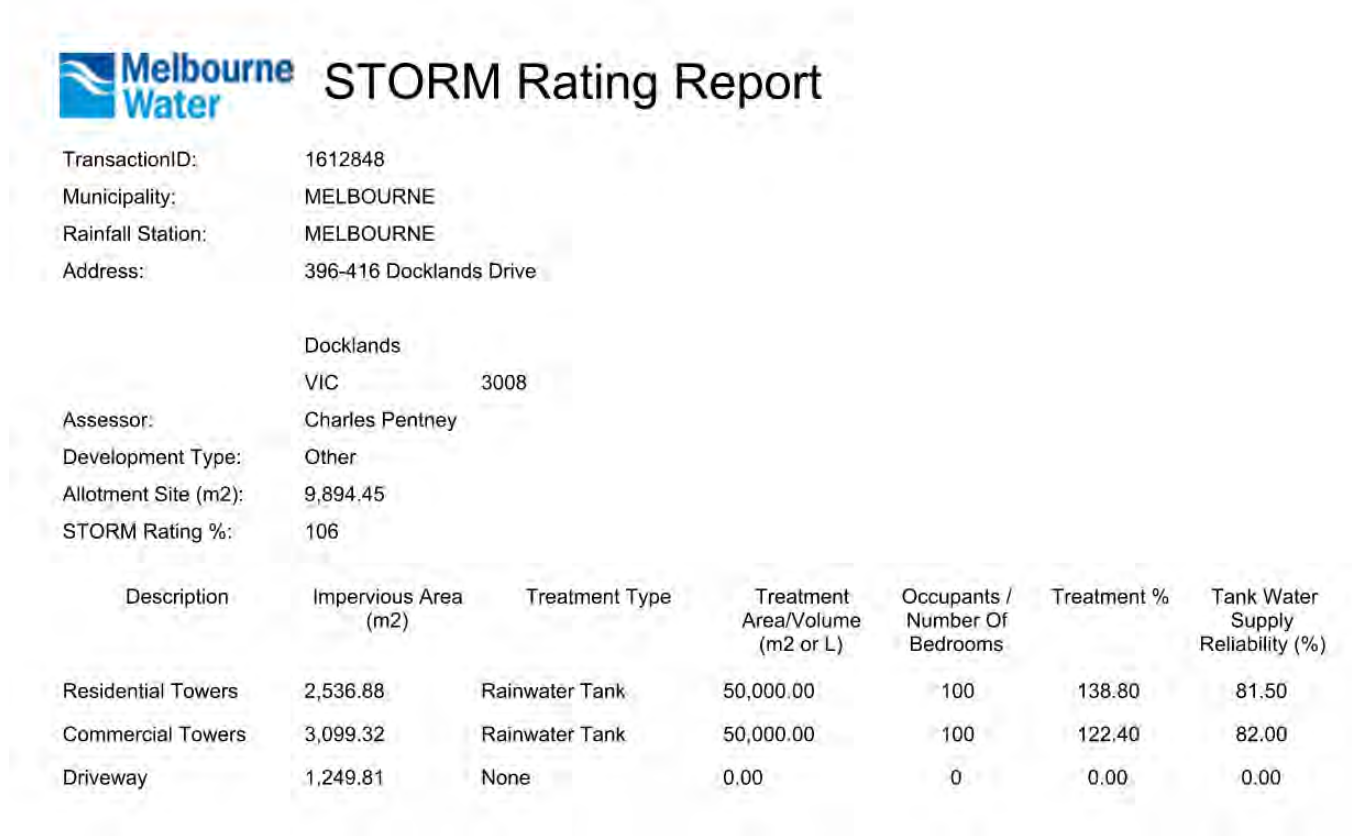 Melbourne
Water
STORM Rating Report
TransactionID: 1612848
Municipality: MELBOURNE
Rainfall Station: MELBOURNE
Address: 396-416 Docklands Drive
Docklands
VIC 3008
Assessor: Charles Pentney
Development Type: Other
Allotment Site (m2): 9,894.45
STORM Rating %: 106
Description Impervious Area Treatment Type Treatment Occupants / Treatment % Tank Water
(m2) Area/Volume Number Of Supply
(m2 or L) Bedrooms Reliability (%)
Residential Towers 2,536.88 Rainwater Tank 50,000.00 100 138.80 81.50
Commercial Towers 3,099.32 Rainwater Tank 50,000.00 100 122.40 82.00
Driveway 1,249.81 None 0.00 0 0.00 0.00